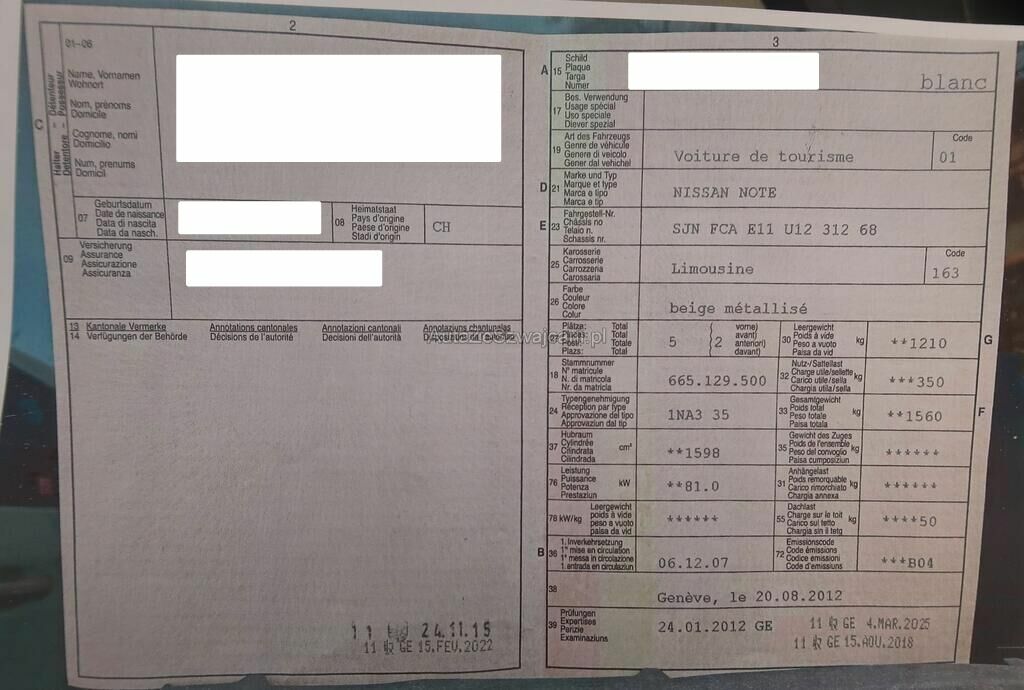 2
01-06
C
Halter – Détenteur
Detentore – Possessur
Name, Vornamen
Wohnort
Nom, prénoms
Domicile
Cognome, nomi
Domicilio
Num, prenums
Domicil
07
Geburtsdatum
Date de naissance
Data di nascita
Data da nasch.
08
Heimatstaat
Pays d'origine
Paese d'origine
Stadi d'origin
CH
09
Versicherung
Assurance
Assicurazione
Assicuranza
13 Kantonale Vermerke Annotations cantonales Annotazioni cantonali Annotaziuns chantunalas
14 Verfügungen der Behörde Décisions de l'autorité Decisioni dell'autorità Disposiziuns da l'autoritad
11 24.11.15
11 GE 15.FEV.2022
3
A 15
Schild
Plaque
Targa
Numer
blanc
17
Bes. Verwendung
Usage spécial
Uso speciale
Diever spezial
19
Art des Fahrzeugs
Genre de véhicule
Genere di veicolo
Gener dal vehichel
Voiture de tourisme
Code
01
D 21
Marke und Typ
Marque et type
Marca e tipo
Marca e tip
NISSAN NOTE
E 23
Fahrgestell-Nr.
Châssis no
Telaio n.
Schassis nr.
SJN FCA E11 U12 312 68
25
Karosserie
Carrosserie
Carrozzeria
Carossaria
Limousine
Code
163
26
Farbe
Couleur
Colore
Colur
beige métallisé
27
Plätze: Total
Places: Total
Posti: Totale
Plazs: Total
5
vorne)
avant)
anteriori)
davant)
2
30
Leergewicht
Poids à vide
Peso a vuoto
Paisa da vid
kg
**1210
G
18
Stammnummer
N° matricule
N. di matricola
Nr. da matricla
665.129.500
32
Nutz-/Sattellast
Charge utile/sellette
Carico utile/sella
Chargia utila/sella
kg
***350
24
Typengenehmigung
Réception par type
Approvazione del tipo
Approvaziun dal tip
1NA3 35
33
Gesamtgewicht
Poids total
Peso totale
Paisa totala
kg
**1560
F
37
Hubraum
Cylindrée
Cilindrata
Cilindrada
cm³
**1598
35
Gewicht des Zuges
Poids de l'ensemble
Peso del convoglio
Paisa cumposiziun
kg
******
76
Leistung
Puissance
Potenza
Prestaziun
kW
**81.0
31
Anhängelast
Poids remorquable
Carico rimorchiato
Chargia annexa
kg
******
78 kW/kg
Leergewicht
poids à vide
peso a vuoto
paisa da vid
******
55
Dachlast
Charge sur le toit
Carico sul tetto
Chargia sin il tetg
kg
****50
B 36
1. Inverkehrsetzung
1re mise en circulation
1a messa in circolazione
1. entrada en circulaziun
06.12.07
72
Emissionscode
Code émissions
Codice emissioni
Code d'emissiuns
***B04
38
Genève, le 20.08.2012
39
Prüfungen
Expertises
Perizie
Examinaziuns
24.01.2012 GE
11 GE 4.MAR.2025
11 GE 15.AOU.2018